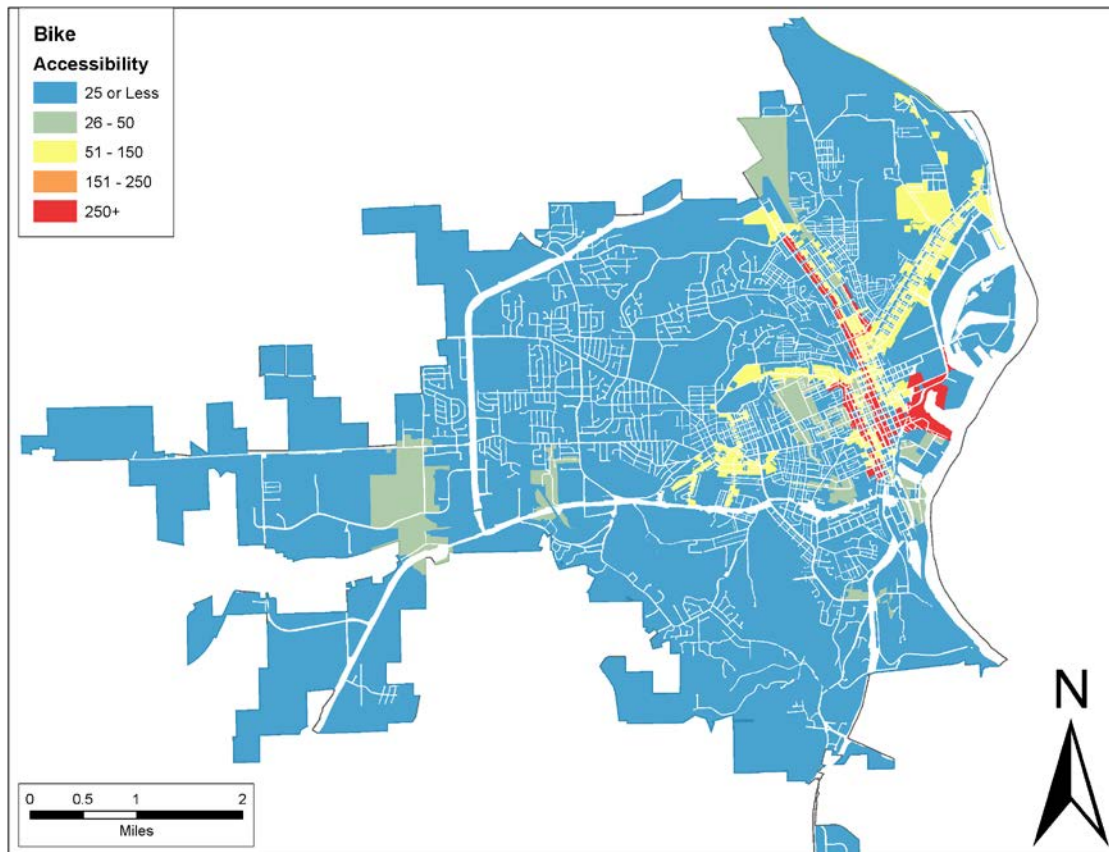 Bike
Accessibility
25 or Less
26 - 50
51 - 150
151 - 250
250+
N
0 0.5 1 2
Miles